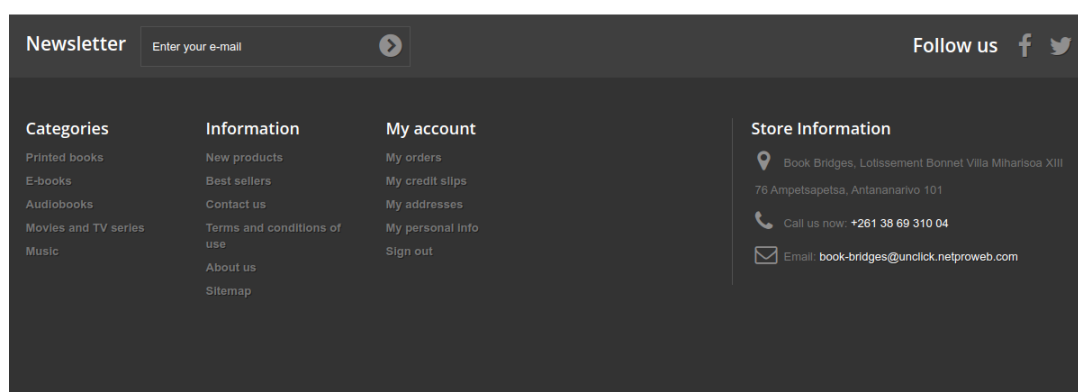 Newsletter
Enter your e-mail
Follow us
Categories
Printed books
E-books
Audiobooks
Movies and TV series
Music
Information
New products
Best sellers
Contact us
Terms and conditions of
use
About us
Sitemap
My account
My orders
My credit slips
My addresses
My personal info
Sign out
Store Information
Book Bridges, Lotissement Bonnet Villa Miharisoa XIII
76 Ampetsapetsa, Antananarivo 101
Call us now: +261 38 69 310 04
Email: book-bridges@unclick.netproweb.com